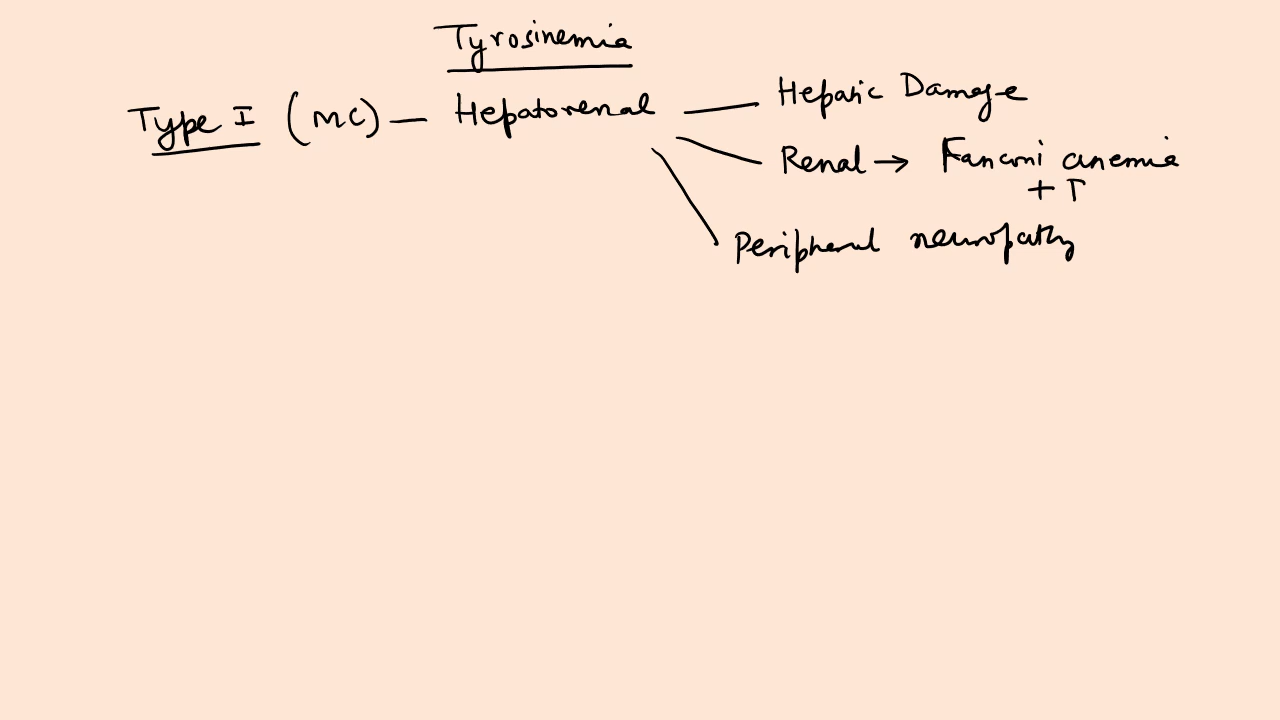 Tyrosinemia
Type I (MC) — Hepatorenal — Hepatic Damage
Renal → Fanconi anemia
+ T
Peripheral neuropathy